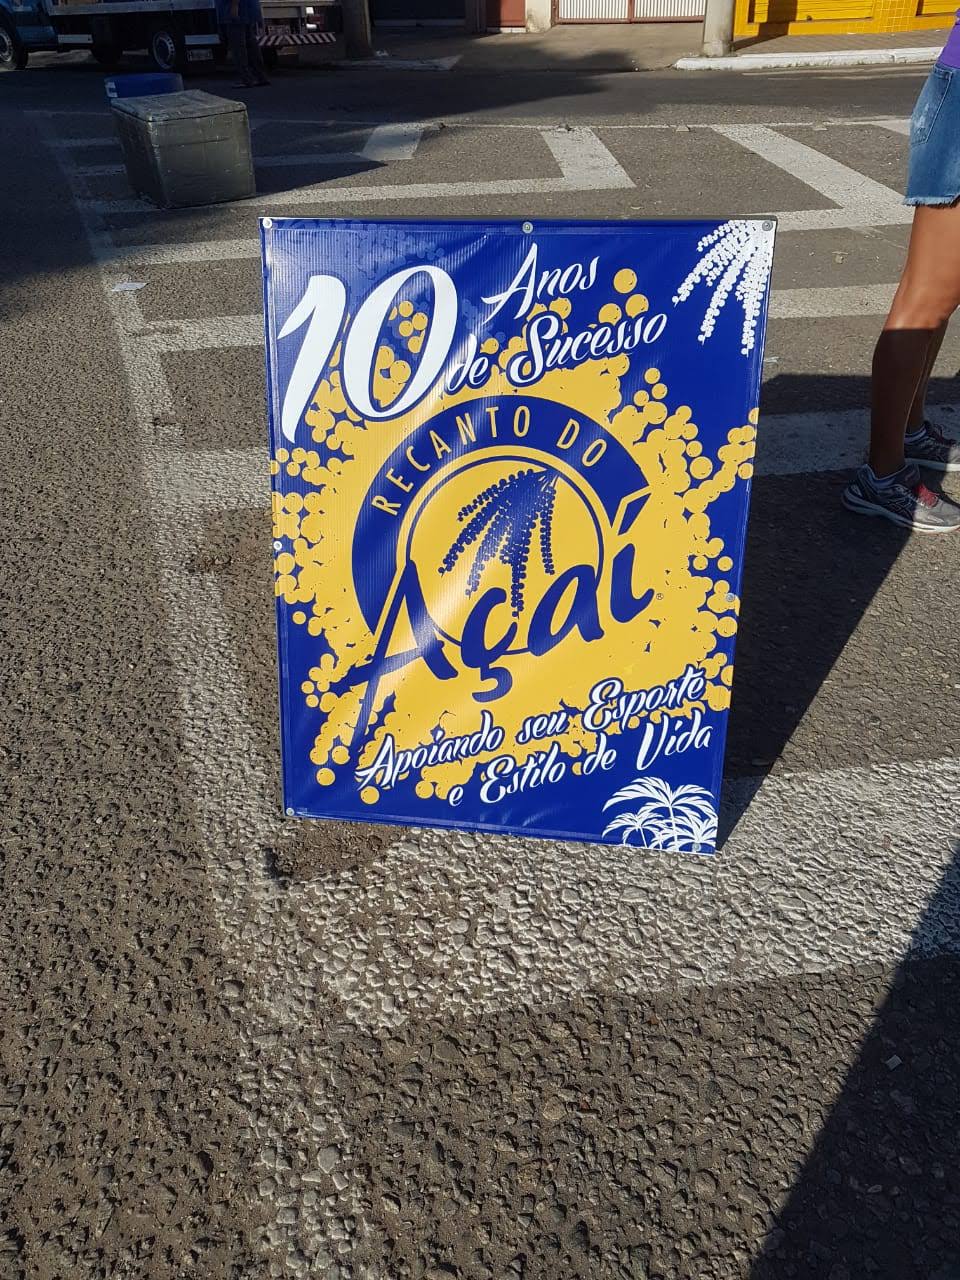 10 Anos
de Sucesso
RECANTO DO
Açaí ®
Apoiando seu Esporte
e Estilo de Vida